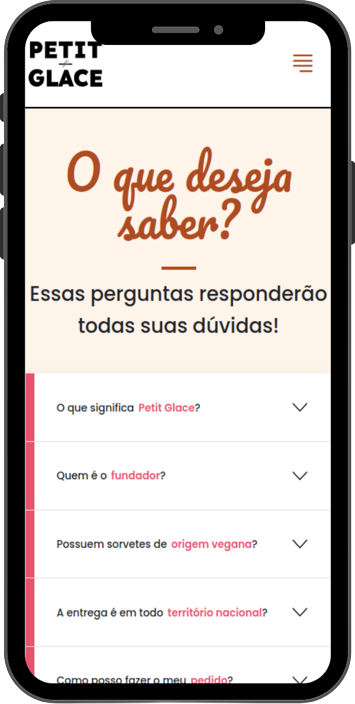 PETIT
GLACE
O que deseja
saber?
Essas perguntas responderão
todas suas dúvidas!
O que significa Petit Glace?
Quem é o fundador?
Possuem sorvetes de origem vegana?
A entrega é em todo território nacional?
Como posso fazer o meu pedido?